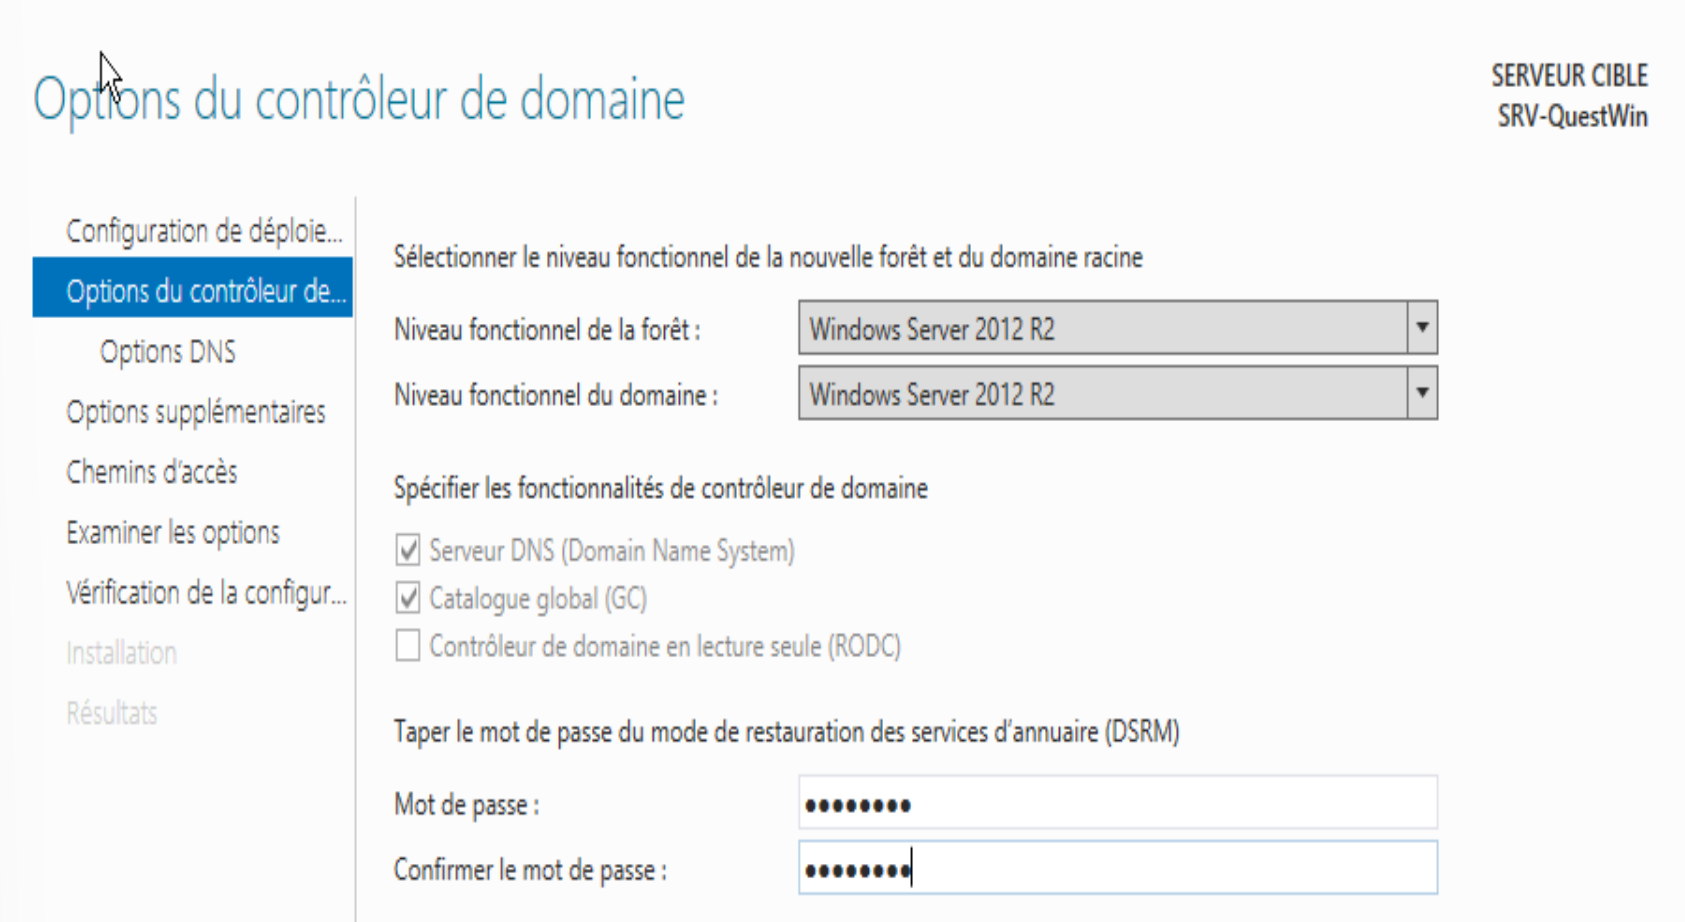 Options du contrôleur de domaine
SERVEUR CIBLE
SRV-QuestWin
Configuration de déploie...
Options du contrôleur de...
Options DNS
Options supplémentaires
Chemins d'accès
Examiner les options
Vérification de la configur...
Installation
Résultats
Sélectionner le niveau fonctionnel de la nouvelle forêt et du domaine racine
Niveau fonctionnel de la forêt : Windows Server 2012 R2
Niveau fonctionnel du domaine : Windows Server 2012 R2
Spécifier les fonctionnalités de contrôleur de domaine
Serveur DNS (Domain Name System)
Catalogue global (GC)
Contrôleur de domaine en lecture seule (RODC)
Taper le mot de passe du mode de restauration des services d'annuaire (DSRM)
Mot de passe : ●●●●●●●●
Confirmer le mot de passe : ●●●●●●●●